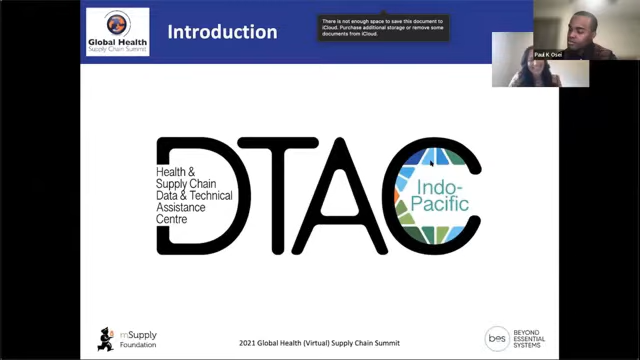 Global Health
Supply Chain Summit
Introduction
There is not enough space to save this document to
iCloud. Purchase additional storage or remove some
documents from iCloud.
Paul K Osei
DTAC
Health &
Supply Chain
Data & Technical
Assistance
Centre
Indo-
Pacific
mSupply
Foundation
2021 Global Health (Virtual) Supply Chain Summit
bes
BEYOND
ESSENTIAL
SYSTEMS